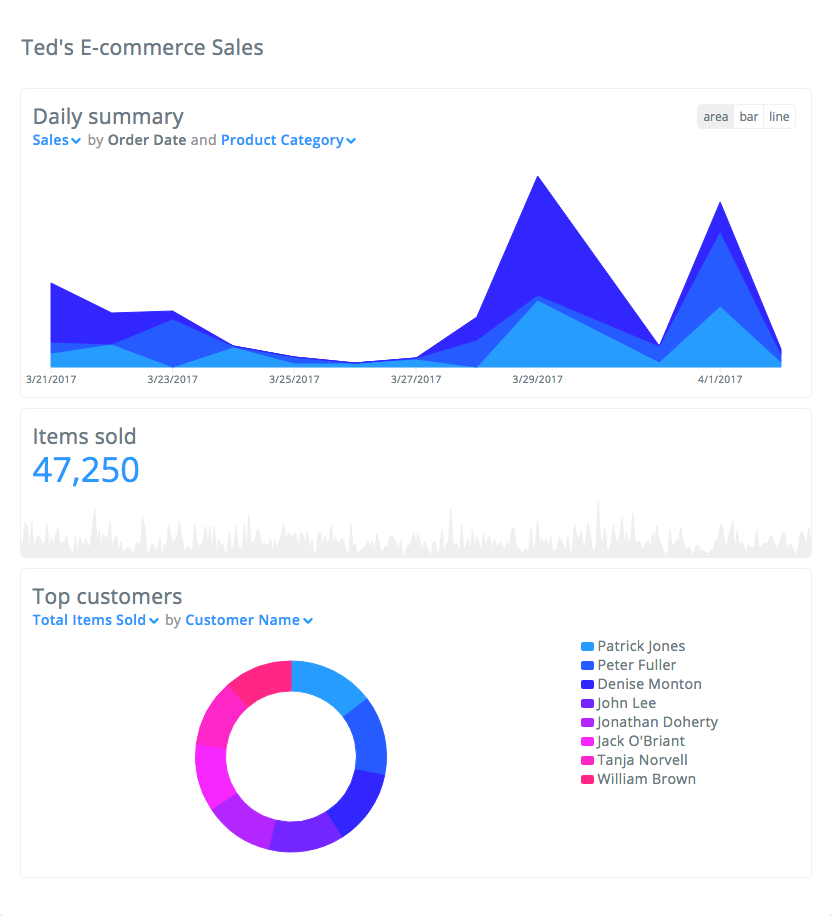 Ted's E-commerce Sales
Daily summary
area bar line
Sales by Order Date and Product Category
3/21/2017 3/23/2017 3/25/2017 3/27/2017 3/29/2017 4/1/2017
Items sold
47,250
Top customers
Total Items Sold by Customer Name
Patrick Jones
Peter Fuller
Denise Monton
John Lee
Jonathan Doherty
Jack O'Briant
Tanja Norvell
William Brown